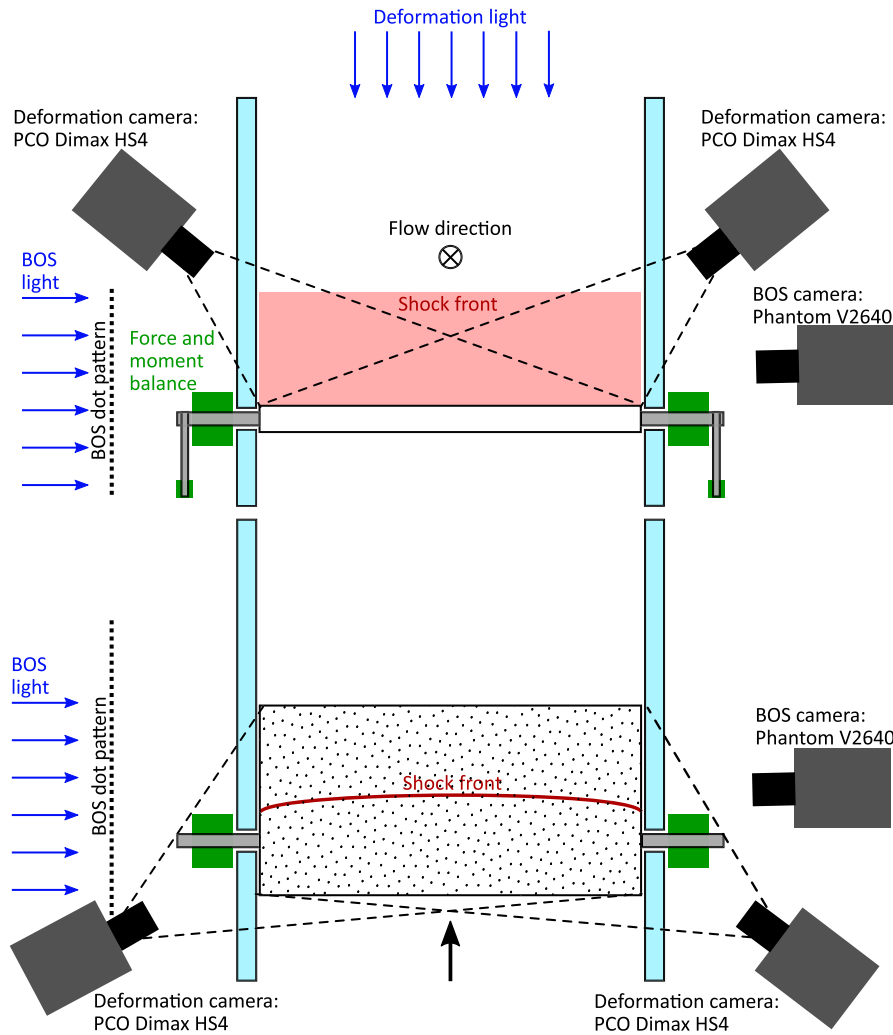 Deformation light
Deformation camera:
PCO Dimax HS4
Deformation camera:
PCO Dimax HS4
Flow direction
BOS
light
Shock front
BOS camera:
Phantom V2640
BOS dot pattern
Force and
moment
balance
BOS
light
BOS dot pattern
BOS camera:
Phantom V2640
Shock front
Deformation camera:
PCO Dimax HS4
Deformation camera:
PCO Dimax HS4